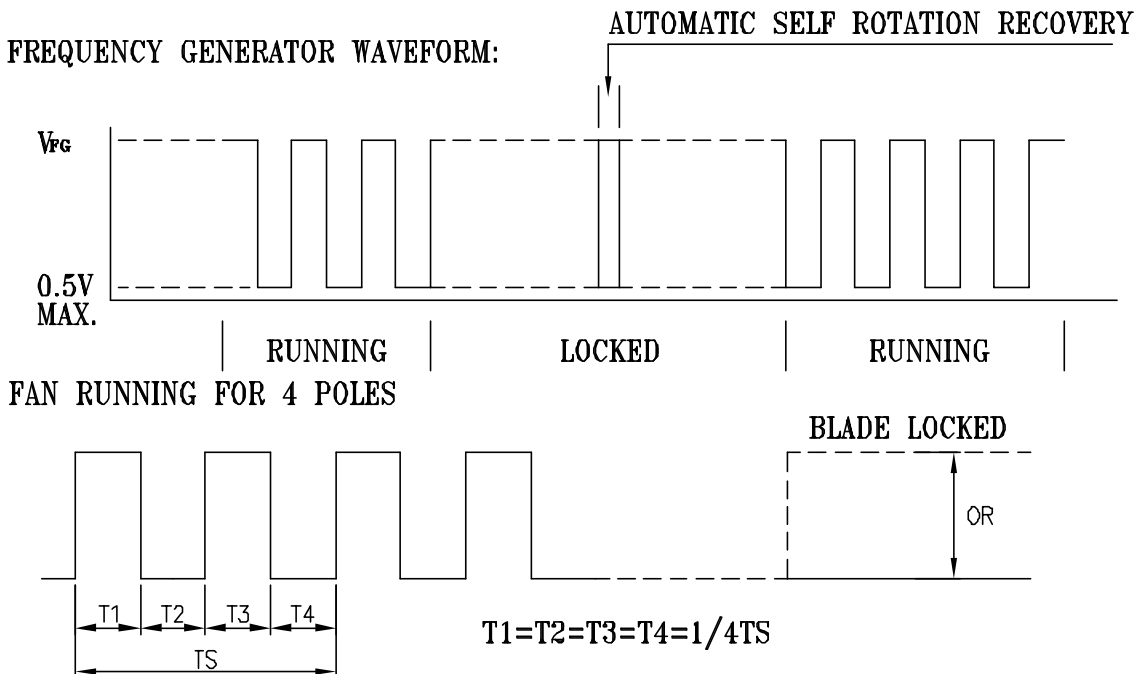 AUTOMATIC SELF ROTATION RECOVERY
FREQUENCY GENERATOR WAVEFORM:
VFG
0.5V
MAX.
RUNNING
LOCKED
RUNNING
FAN RUNNING FOR 4 POLES
BLADE LOCKED
OR
T1
T2
T3
T4
T1=T2=T3=T4=1/4TS
TS